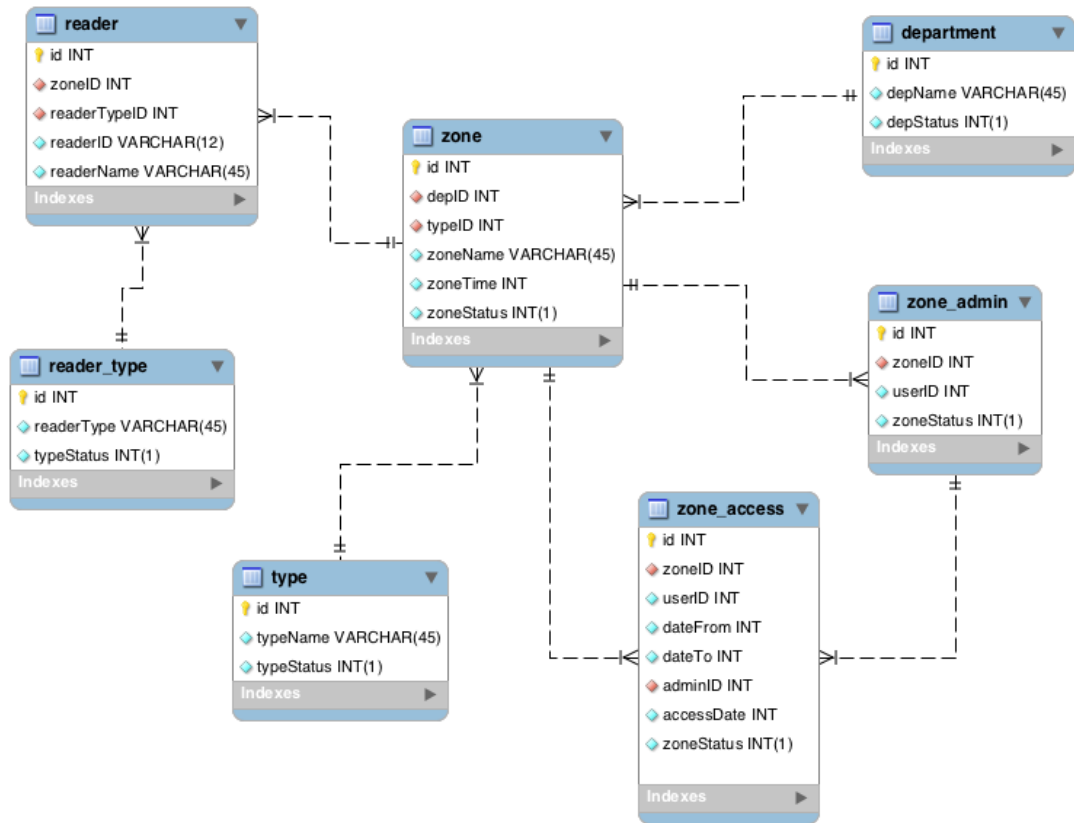 reader
id INT
zoneID INT
readerTypeID INT
readerID VARCHAR(12)
readerName VARCHAR(45)
Indexes
department
id INT
depName VARCHAR(45)
depStatus INT(1)
Indexes
zone
id INT
depID INT
typeID INT
zoneName VARCHAR(45)
zoneTime INT
zoneStatus INT(1)
Indexes
zone_admin
id INT
zoneID INT
userID INT
zoneStatus INT(1)
Indexes
reader_type
id INT
readerType VARCHAR(45)
typeStatus INT(1)
Indexes
zone_access
id INT
zoneID INT
userID INT
dateFrom INT
dateTo INT
adminID INT
accessDate INT
zoneStatus INT(1)
Indexes
type
id INT
typeName VARCHAR(45)
typeStatus INT(1)
Indexes